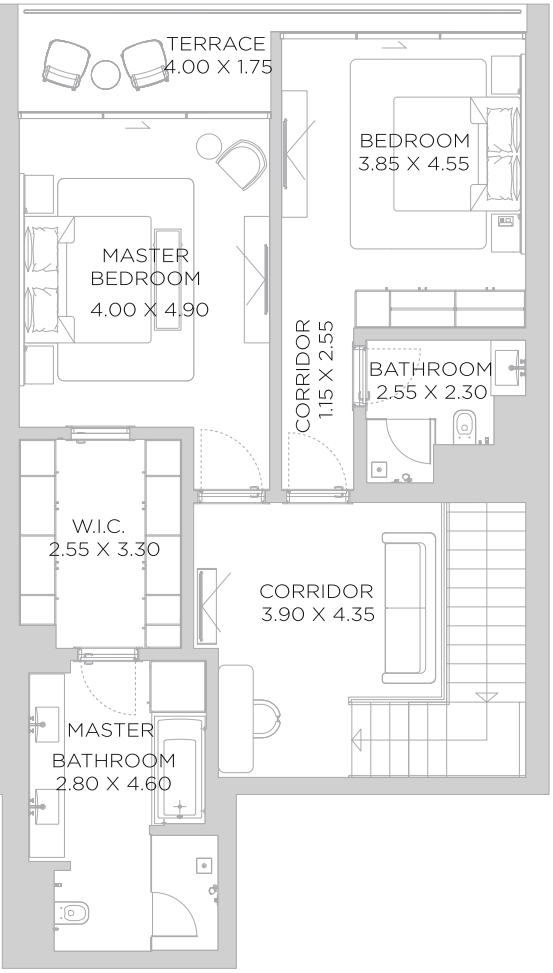 TERRACE
4.00 X 1.75
BEDROOM
3.85 X 4.55
MASTER
BEDROOM
4.00 X 4.90
CORRIDOR
1.15 X 2.55
BATHROOM
2.55 X 2.30
W.I.C.
2.55 X 3.30
CORRIDOR
3.90 X 4.35
MASTER
BATHROOM
2.80 X 4.60